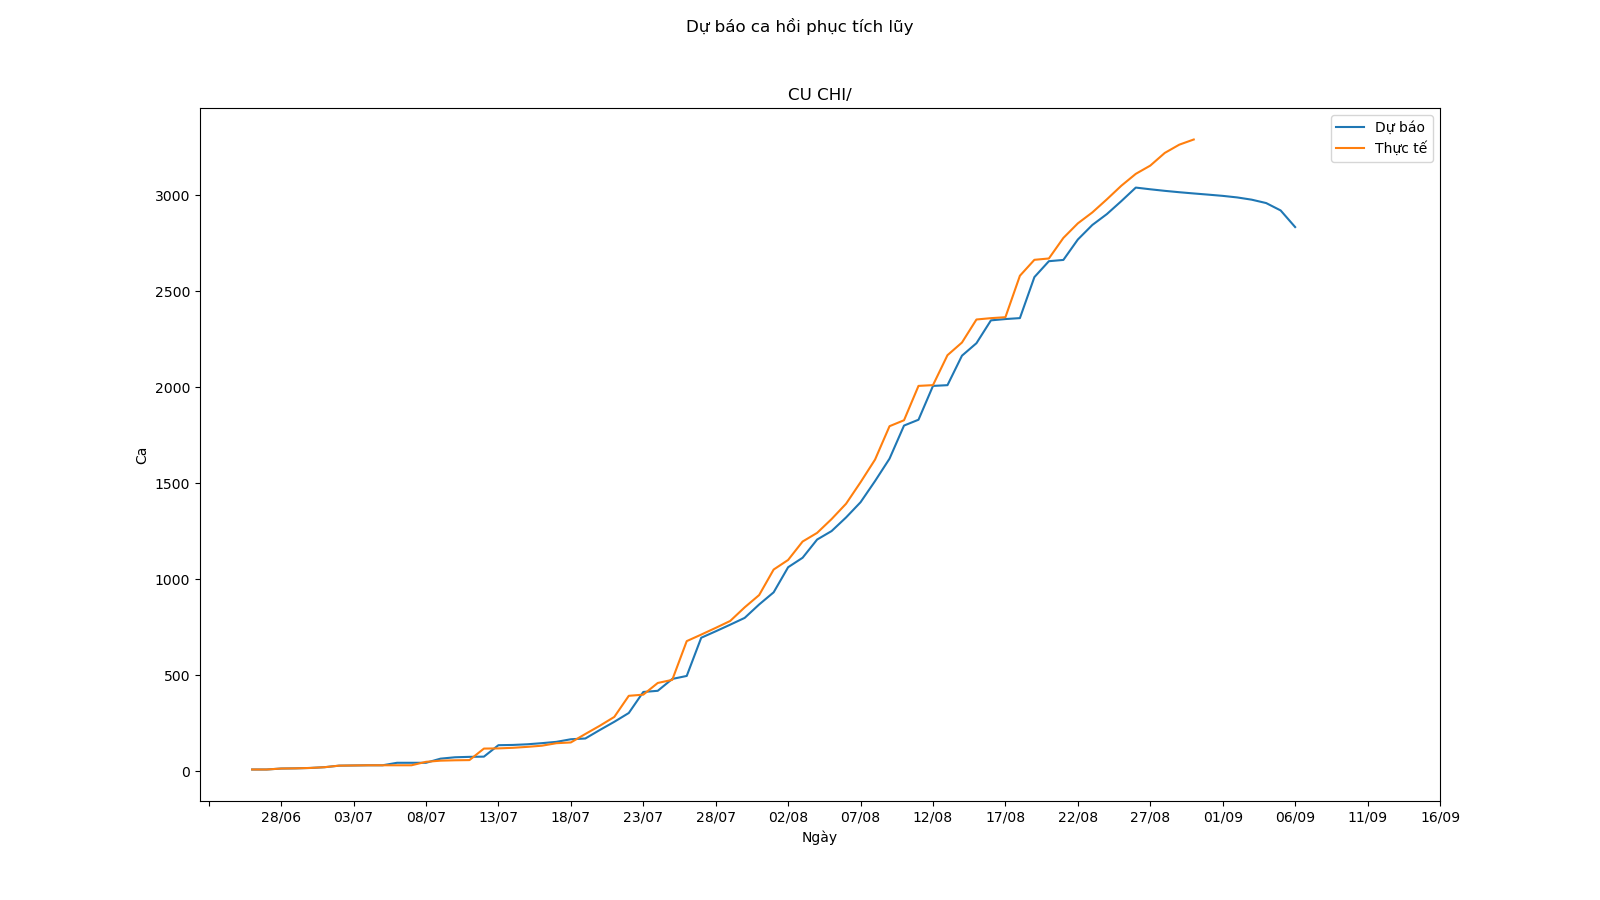 Dự báo ca hồi phục tích lũy
CU CHI/
Dự báo
Thực tế
3000
2500
2000
1500
1000
500
0
Ca
28/06 03/07 08/07 13/07 18/07 23/07 28/07 02/08 07/08 12/08 17/08 22/08 27/08 01/09 06/09 11/09 16/09
Ngày